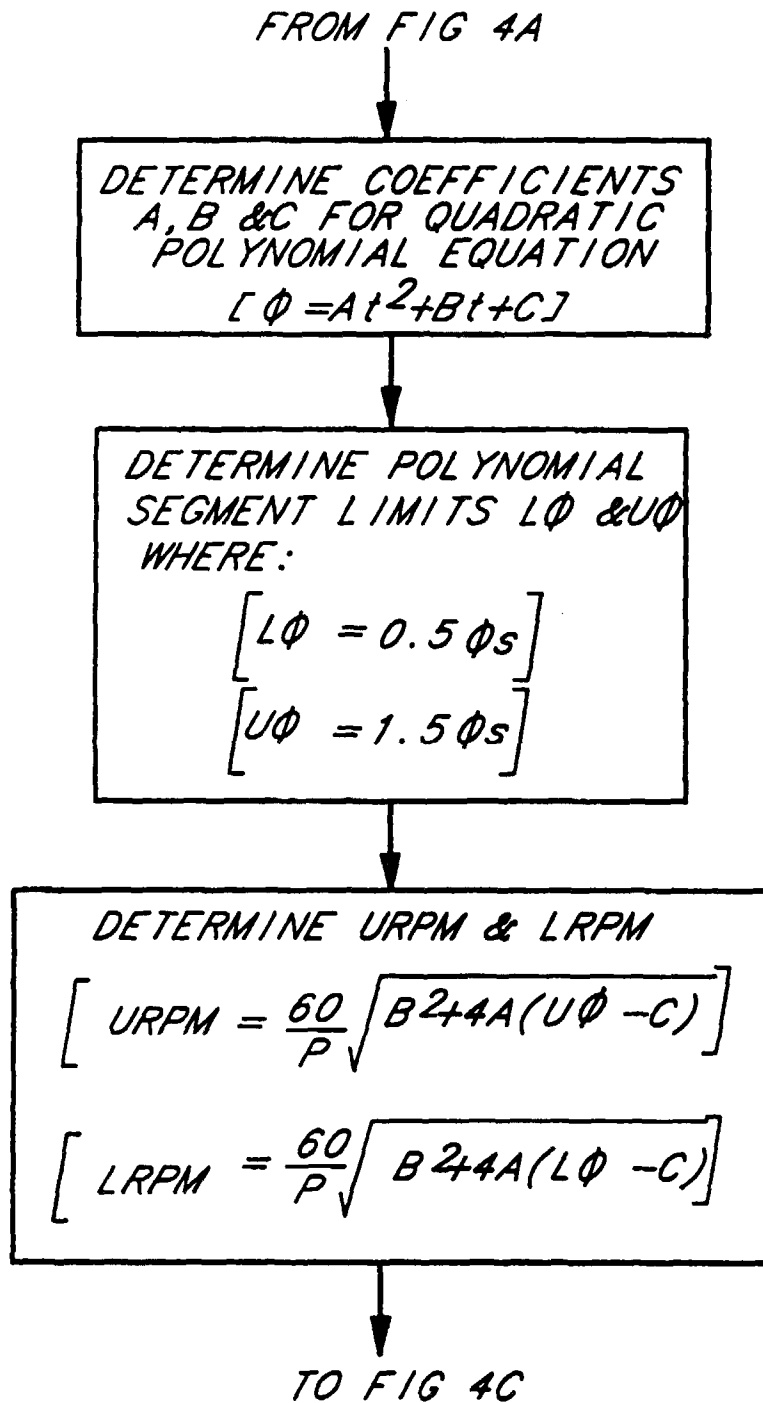 FROM FIG 4A
DETERMINE COEFFICIENTS
A, B &C FOR QUADRATIC
POLYNOMIAL EQUATION
[ϕ=At²+Bt+C]
DETERMINE POLYNOMIAL
SEGMENT LIMITS Lϕ &Uϕ
WHERE:
[Lϕ = 0.5 ϕs]
[Uϕ = 1.5 ϕs]
DETERMINE URPM & LRPM
[URPM = 60/P √B²+4A(Uϕ -C)]
[LRPM = 60/P √B²+4A(Lϕ -C)]
TO FIG 4C